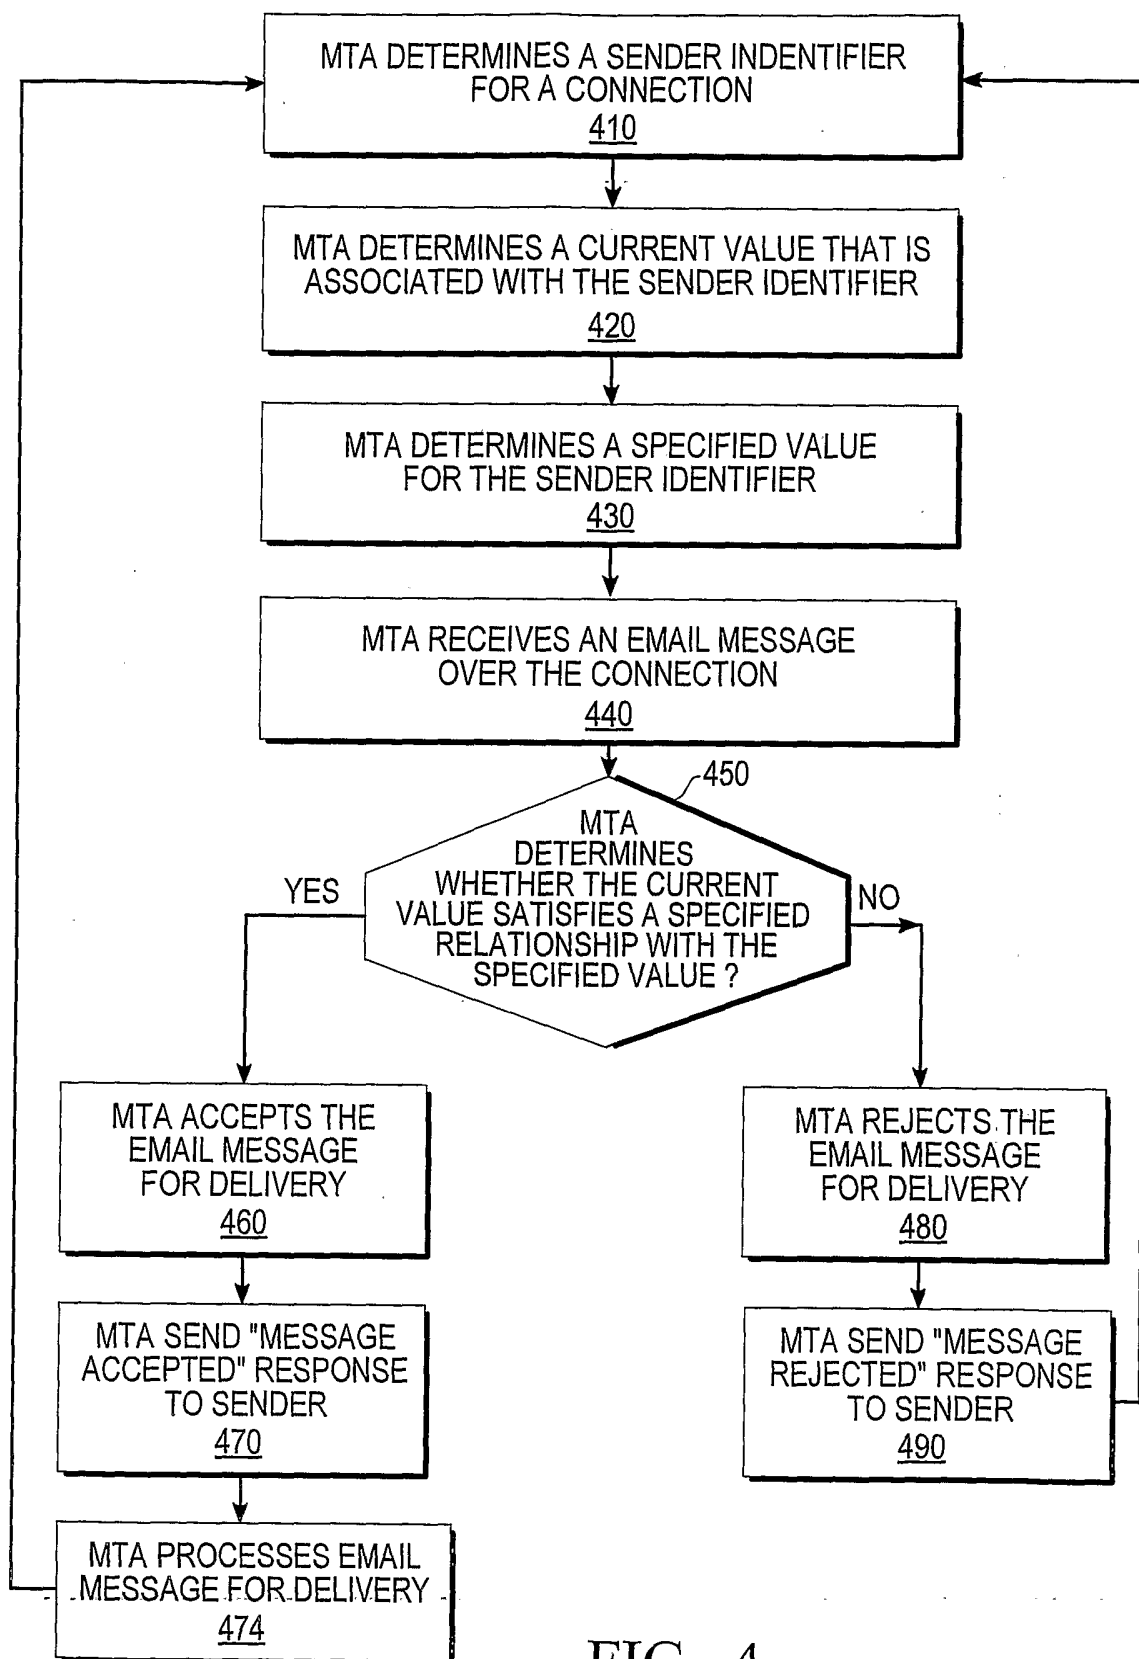 MTA DETERMINES A SENDER INDENTIFIER
FOR A CONNECTION
410
MTA DETERMINES A CURRENT VALUE THAT IS
ASSOCIATED WITH THE SENDER IDENTIFIER
420
MTA DETERMINES A SPECIFIED VALUE
FOR THE SENDER IDENTIFIER
430
MTA RECEIVES AN EMAIL MESSAGE
OVER THE CONNECTION
440
450
MTA
DETERMINES
WHETHER THE CURRENT
VALUE SATISFIES A SPECIFIED
RELATIONSHIP WITH THE
SPECIFIED VALUE ?
YES
NO
MTA ACCEPTS THE
EMAIL MESSAGE
FOR DELIVERY
460
MTA REJECTS THE
EMAIL MESSAGE
FOR DELIVERY
480
MTA SEND "MESSAGE
ACCEPTED" RESPONSE
TO SENDER
470
MTA SEND "MESSAGE
REJECTED" RESPONSE
TO SENDER
490
MTA PROCESSES EMAIL
MESSAGE FOR DELIVERY
474
FIG. 4